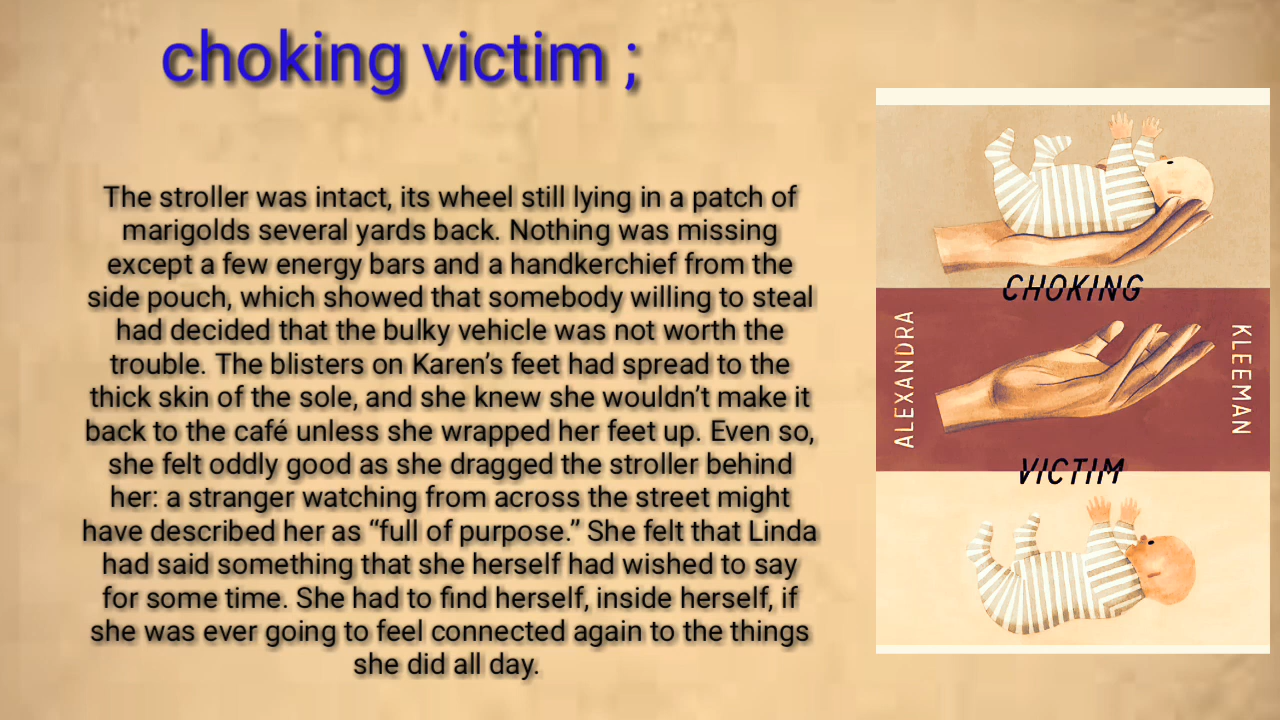 choking victim ;
The stroller was intact, its wheel still lying in a patch of
marigolds several yards back. Nothing was missing
except a few energy bars and a handkerchief from the
side pouch, which showed that somebody willing to steal
had decided that the bulky vehicle was not worth the
trouble. The blisters on Karen’s feet had spread to the
thick skin of the sole, and she knew she wouldn’t make it
back to the café unless she wrapped her feet up. Even so,
she felt oddly good as she dragged the stroller behind
her: a stranger watching from across the street might
have described her as “full of purpose.” She felt that Linda
had said something that she herself had wished to say
for some time. She had to find herself, inside herself, if
she was ever going to feel connected again to the things
she did all day.
CHOKING
ALEXANDRA
KLEEMAN
VICTIM